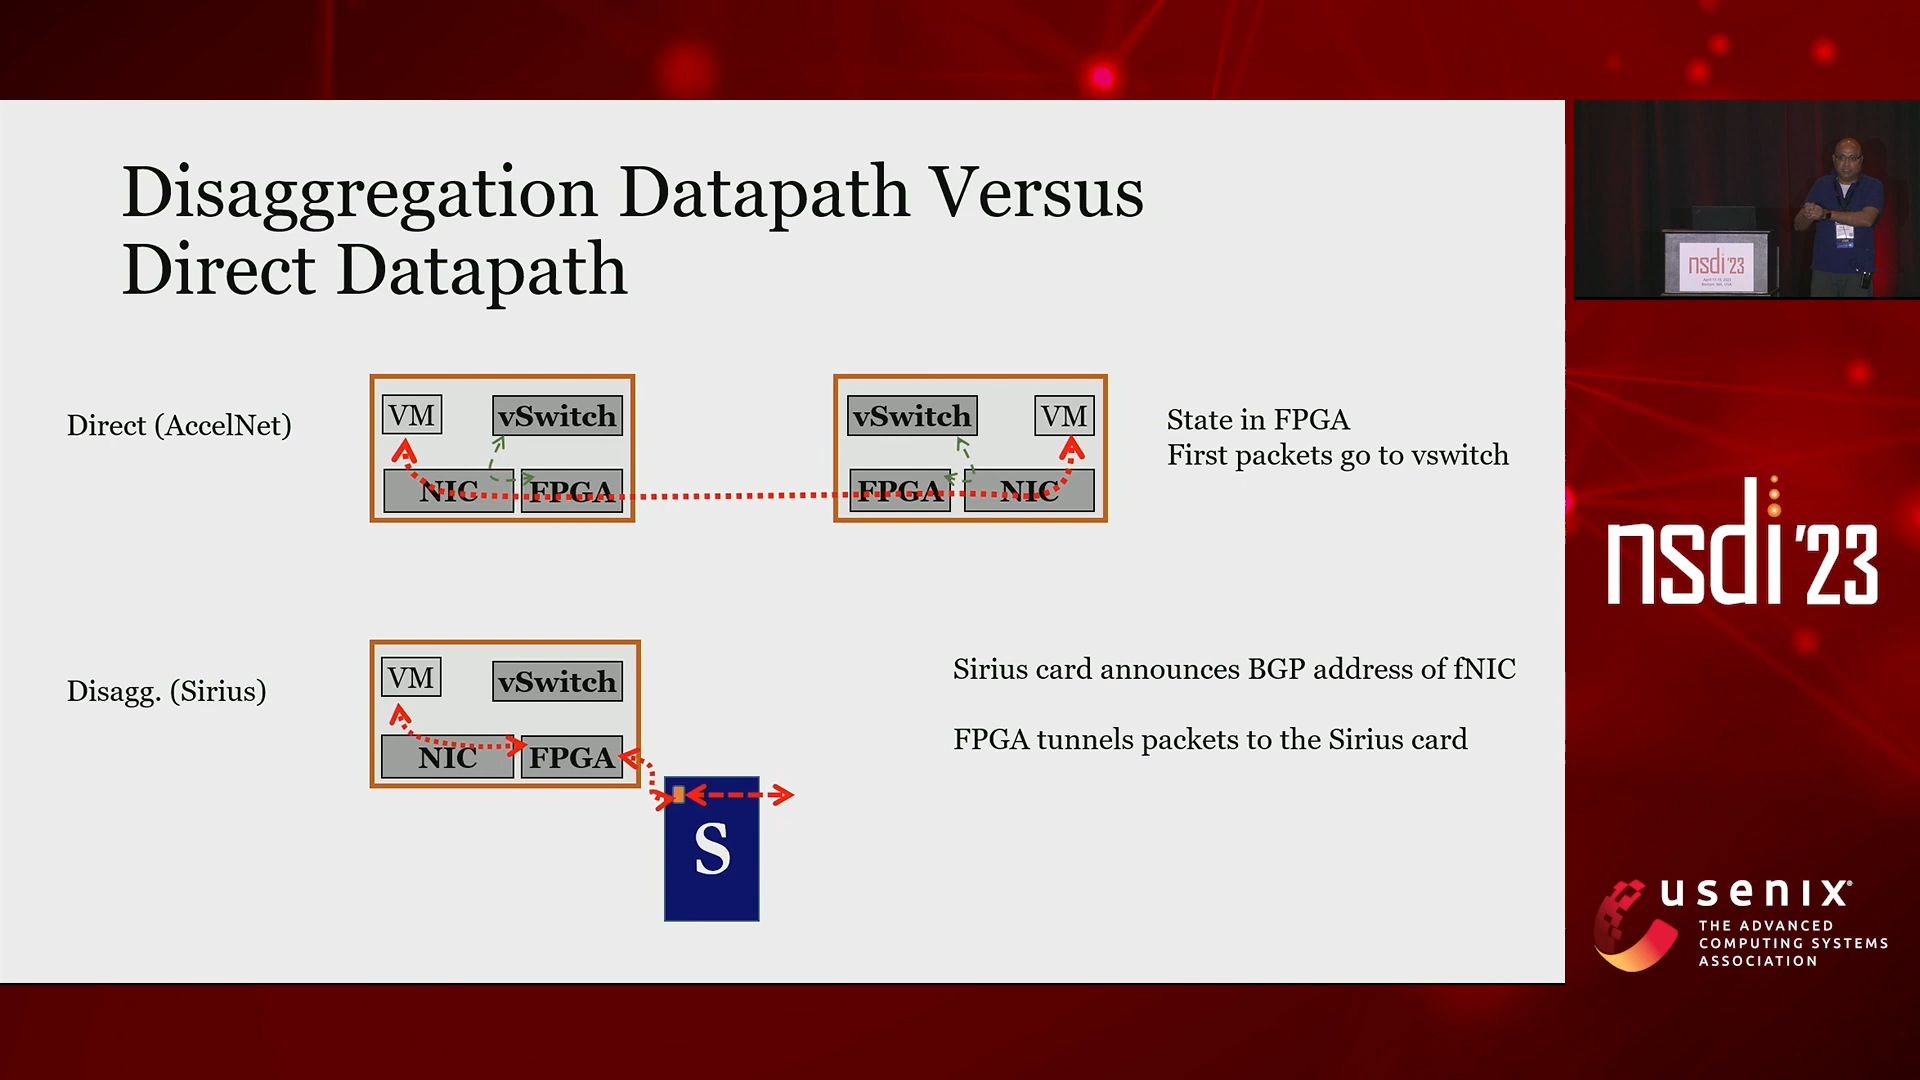 Disaggregation Datapath Versus
Direct Datapath
Direct (AccelNet)
VM
vSwitch
NIC
FPGA
vSwitch
VM
FPGA
NIC
State in FPGA
First packets go to vswitch
Disagg. (Sirius)
VM
vSwitch
NIC
FPGA
S
Sirius card announces BGP address of fNIC
FPGA tunnels packets to the Sirius card
nsdi'23
nsdi'23
usenix®
THE ADVANCED
COMPUTING SYSTEMS
ASSOCIATION